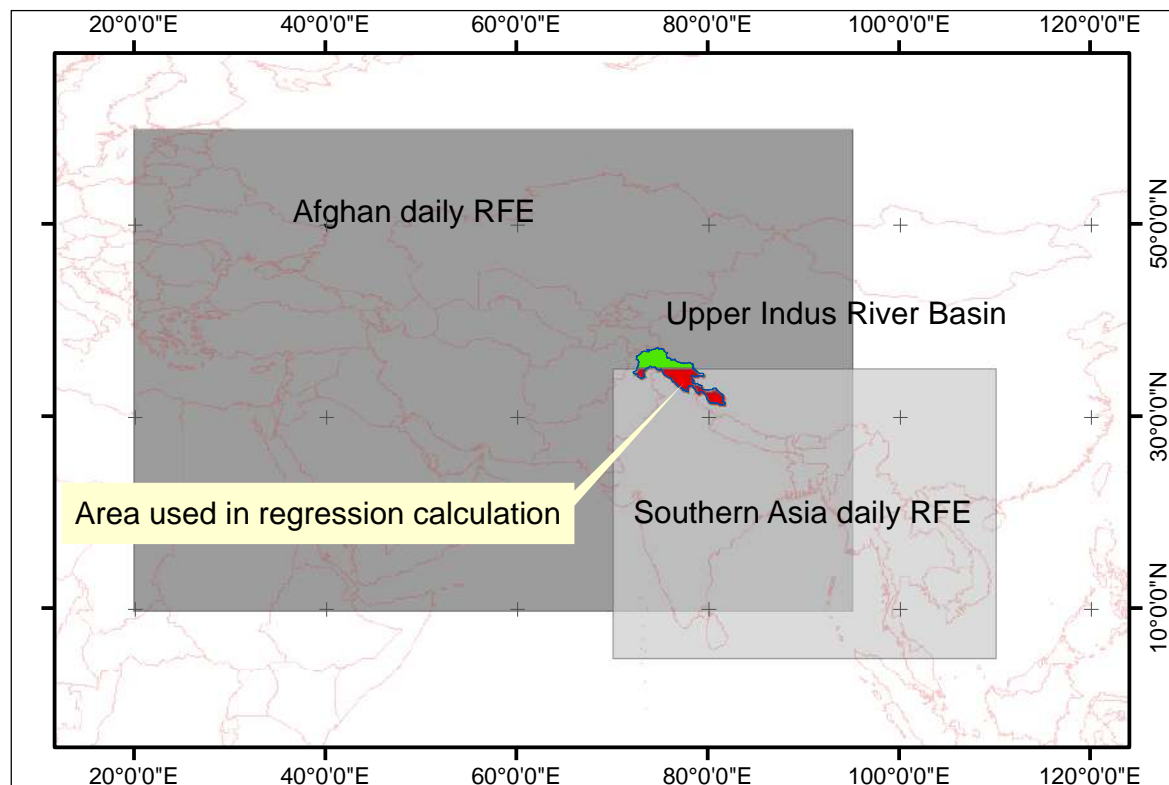 20°0'0"E 40°0'0"E 60°0'0"E 80°0'0"E 100°0'0"E 120°0'0"E
Afghan daily RFE
50°0'0"N
Upper Indus River Basin
30°0'0"N
Area used in regression calculation
Southern Asia daily RFE
10°0'0"N
20°0'0"E 40°0'0"E 60°0'0"E 80°0'0"E 100°0'0"E 120°0'0"E